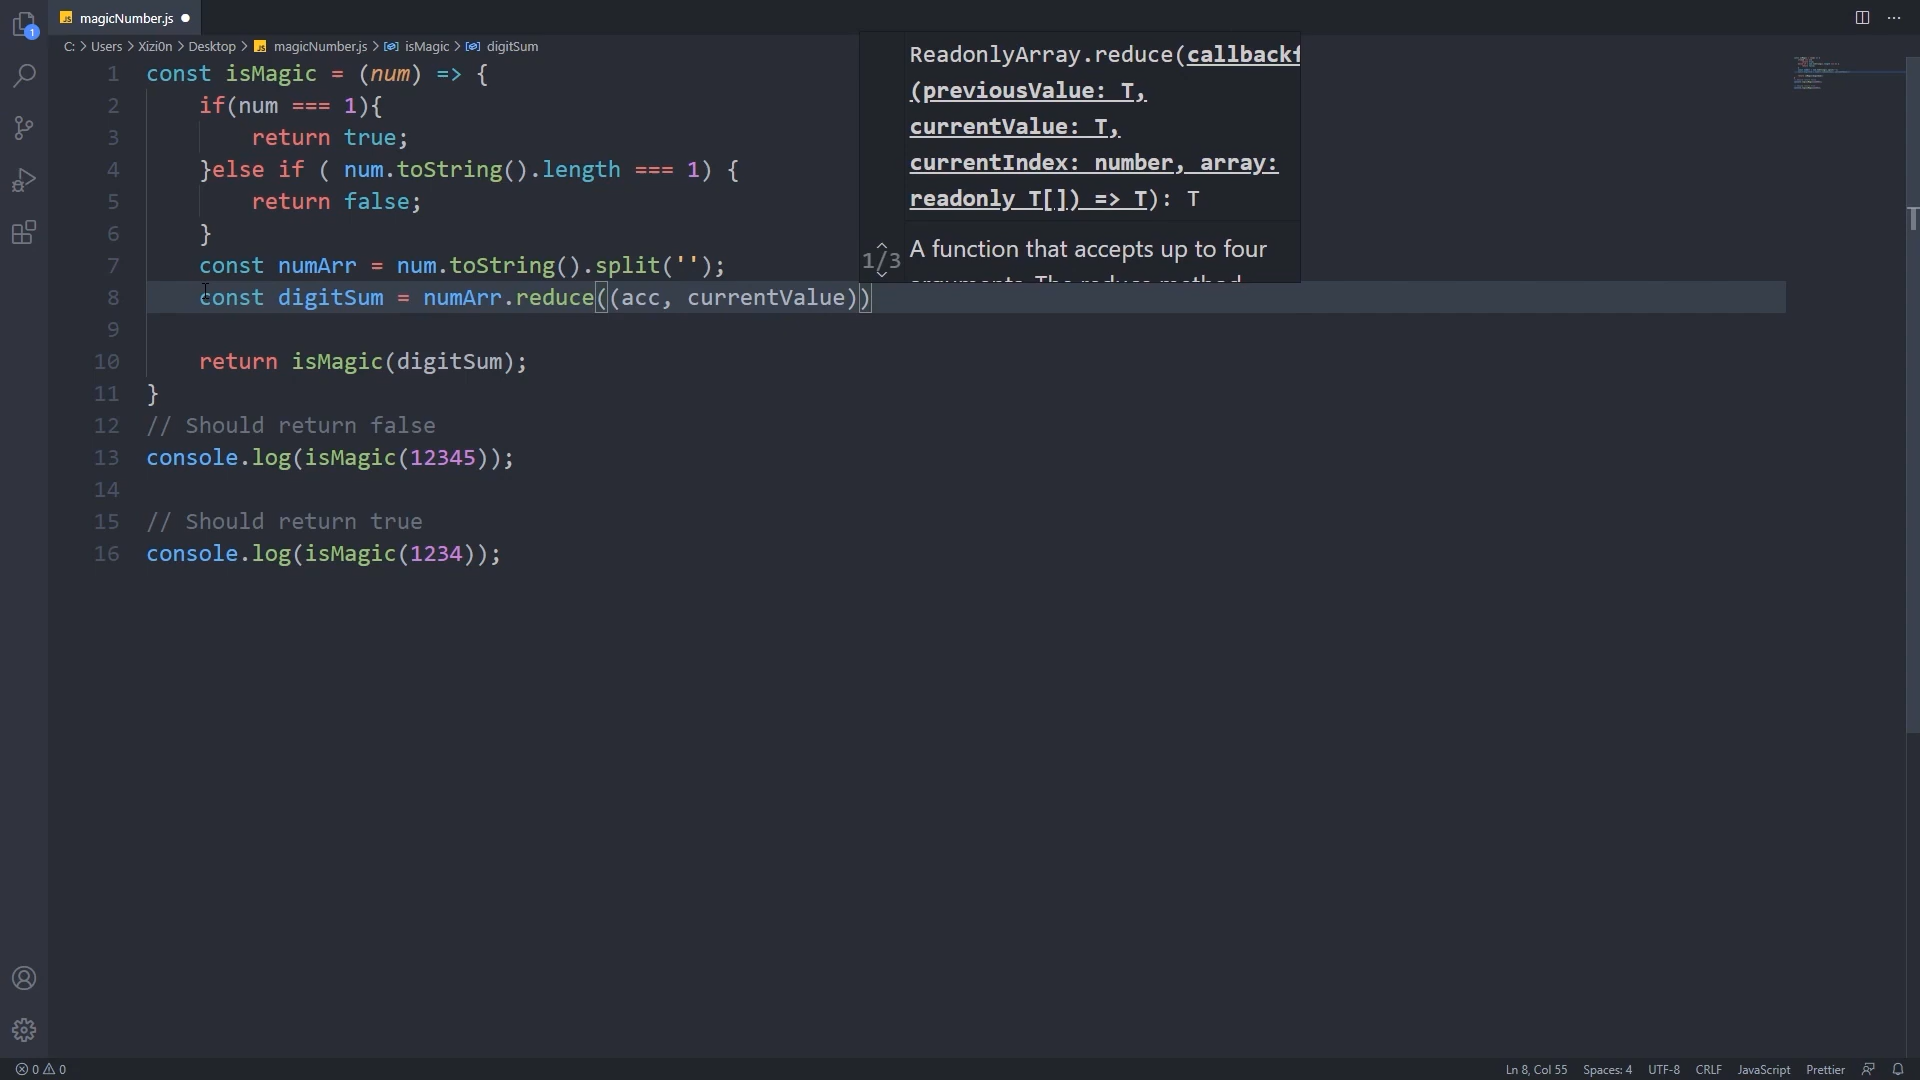 magicNumber.js
C: > Users > Xizi0n > Desktop > magicNumber.js > isMagic > digitSum
1 const isMagic = (num) => {
2 if(num === 1){
3 return true;
4 }else if ( num.toString().length === 1) {
5 return false;
6 }
7 const numArr = num.toString().split('');
8 const digitSum = numArr.reduce((acc, currentValue))
9
10 return isMagic(digitSum);
11 }
12 // Should return false
13 console.log(isMagic(12345));
14
15 // Should return true
16 console.log(isMagic(1234));
ReadonlyArray.reduce(callbackf
(previousValue: T,
currentValue: T,
currentIndex: number, array:
readonly T[]) => T): T
1/3
A function that accepts up to four
arguments. The reduce method
1
T
0 0
Ln 8, Col 55 Spaces: 4 UTF-8 CRLF JavaScript Prettier